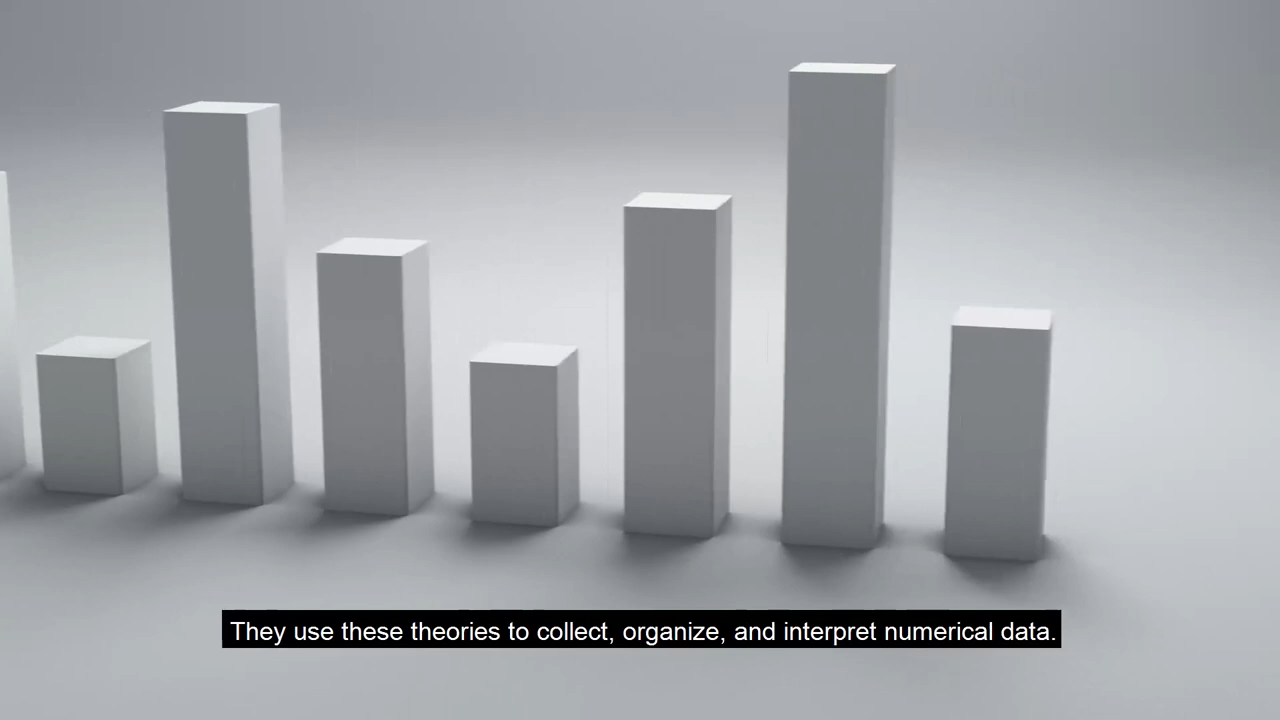 They use these theories to collect, organize, and interpret numerical data.